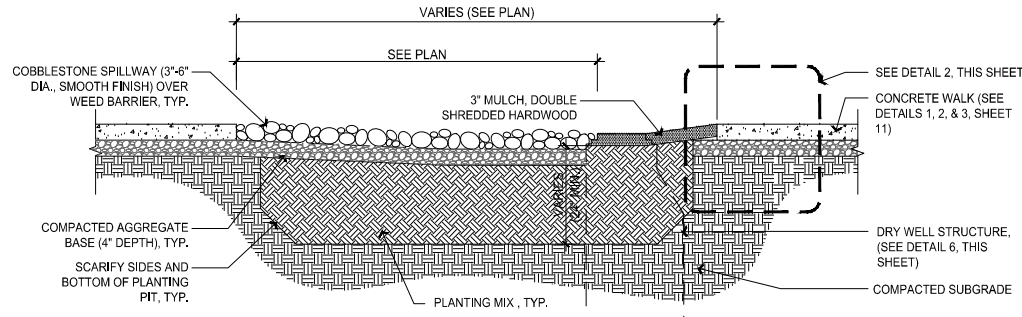 VARIES (SEE PLAN)
SEE PLAN
COBBLESTONE SPILLWAY (3"-6"
DIA., SMOOTH FINISH) OVER
WEED BARRIER, TYP.
3" MULCH, DOUBLE
SHREDDED HARDWOOD
SEE DETAIL 2, THIS SHEET
CONCRETE WALK (SEE
DETAILS 1, 2, & 3, SHEET
11)
VARIES
(24" MIN.)
COMPACTED AGGREGATE
BASE (4" DEPTH), TYP.
SCARIFY SIDES AND
BOTTOM OF PLANTING
PIT, TYP.
PLANTING MIX , TYP.
DRY WELL STRUCTURE,
(SEE DETAIL 6, THIS
SHEET)
COMPACTED SUBGRADE